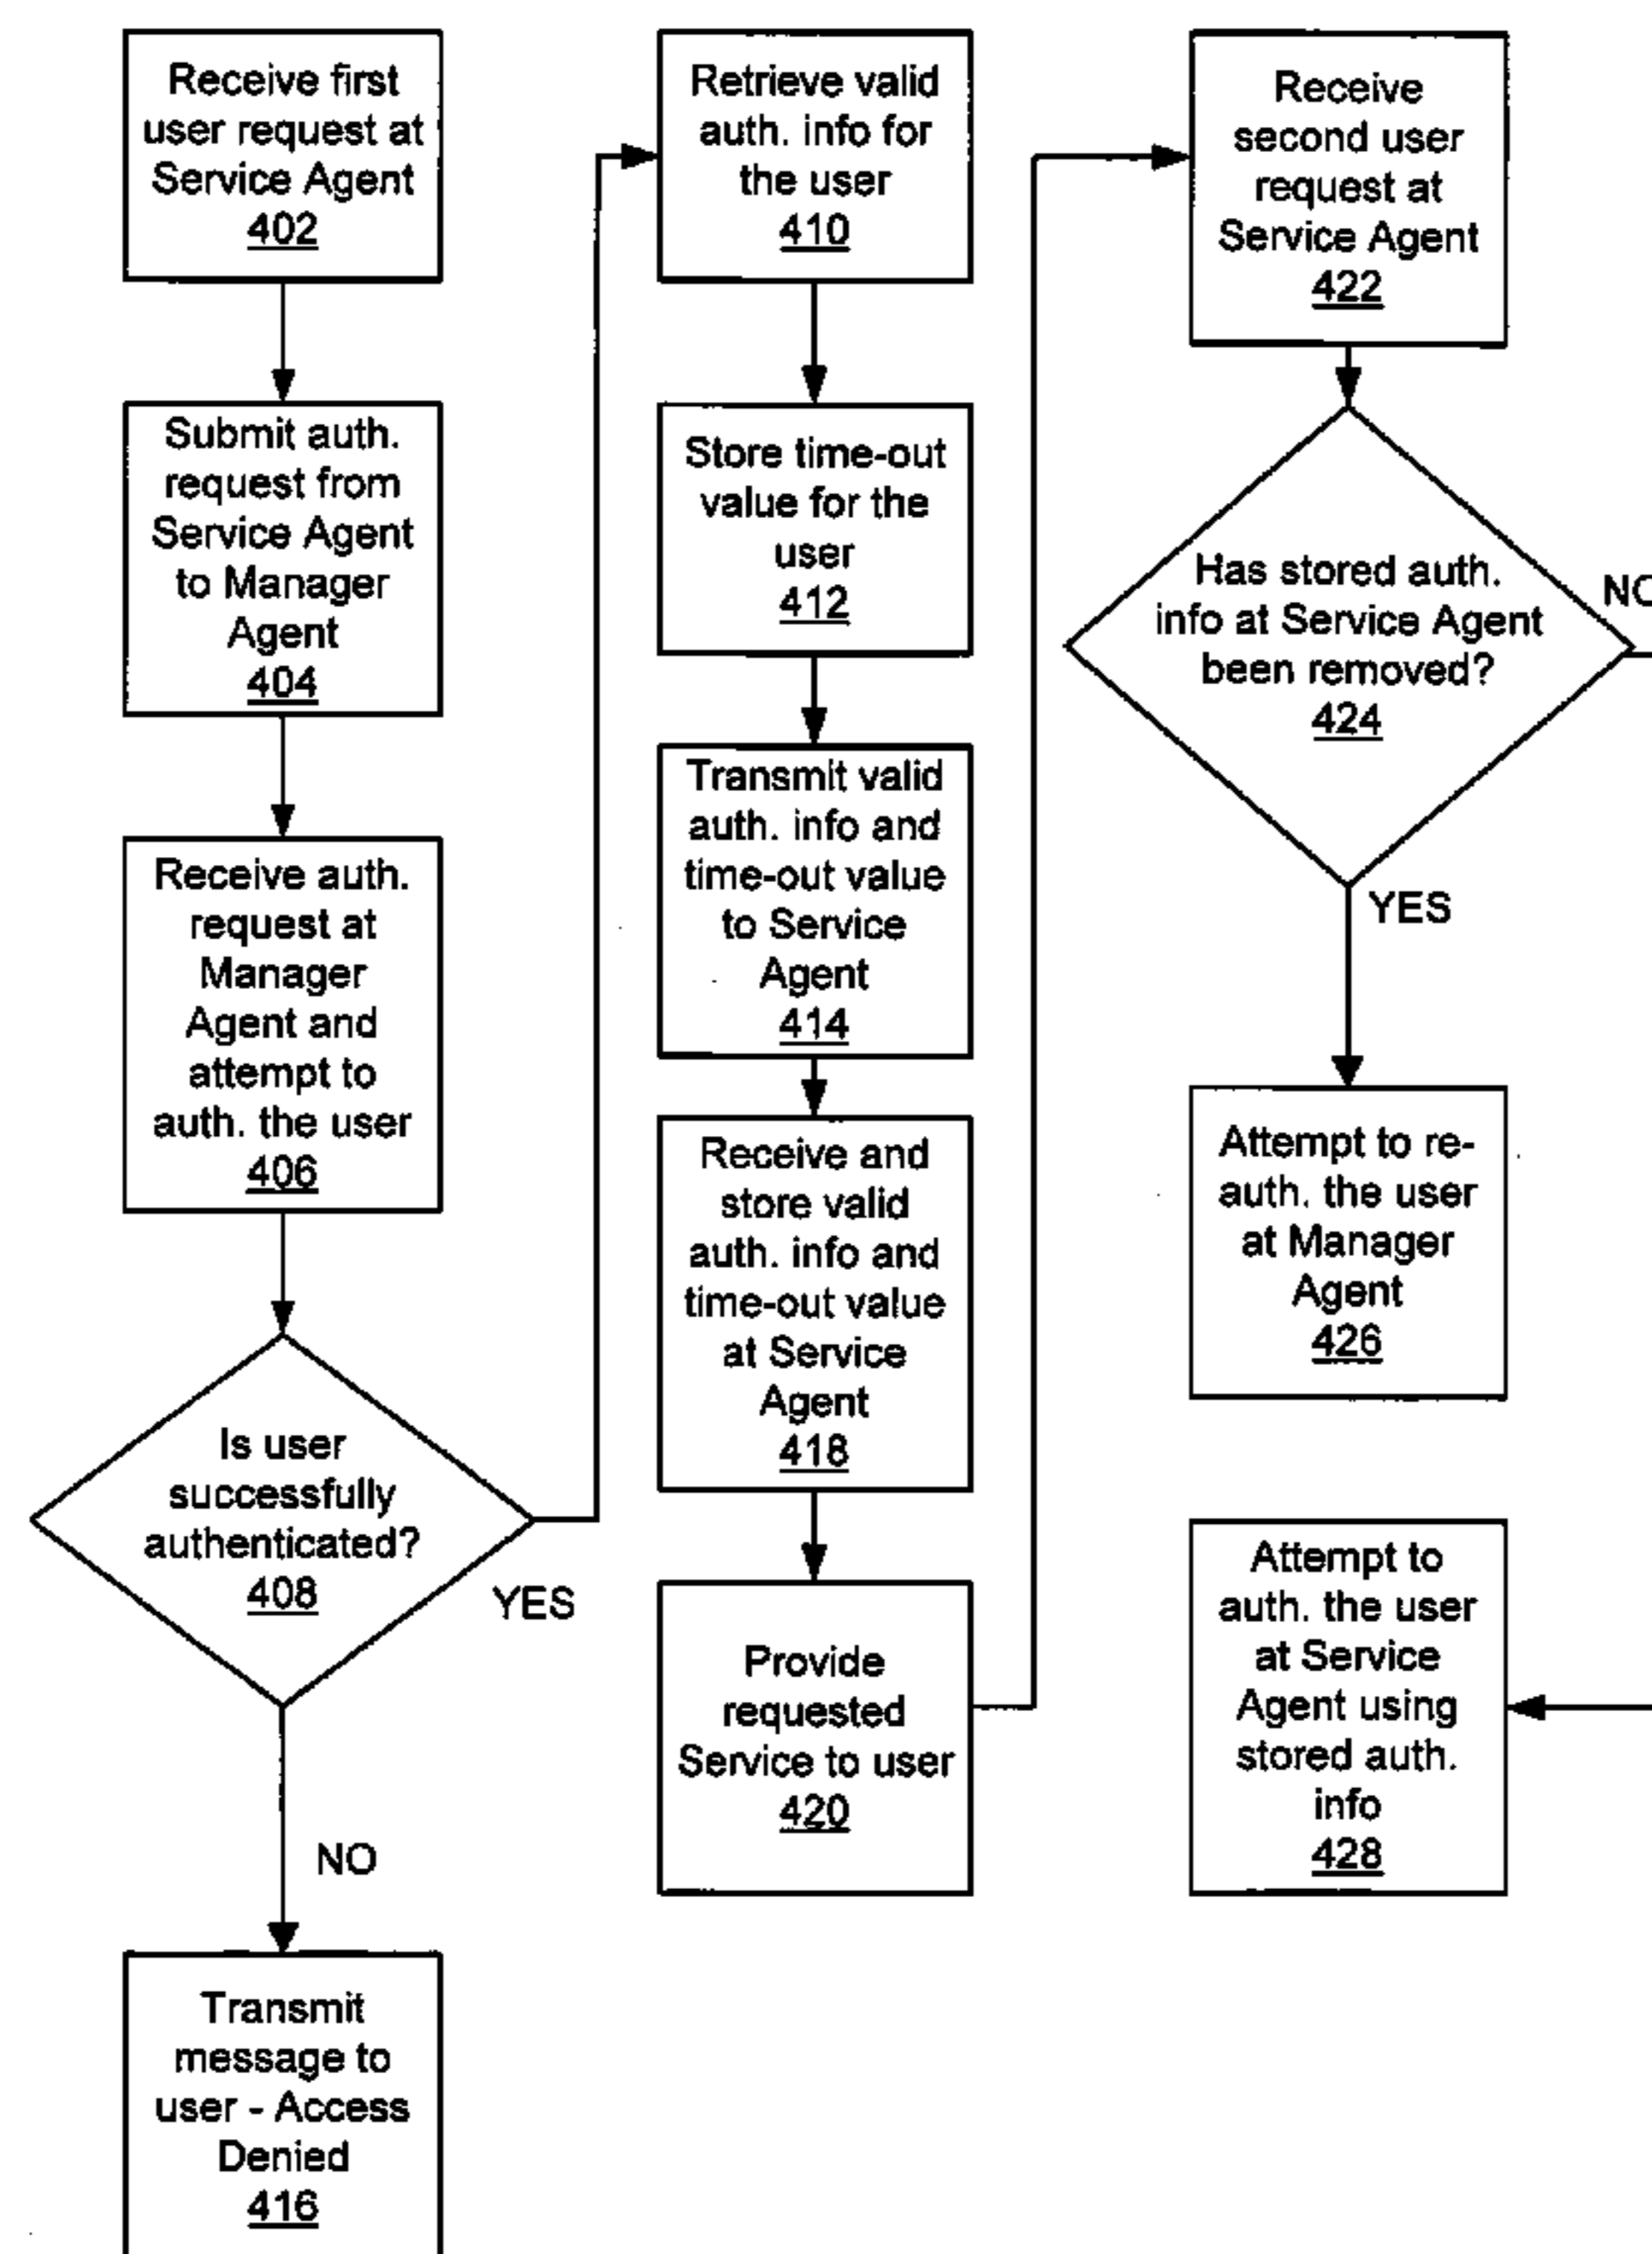 Receive first
user request at
Service Agent
402
Submit auth.
request from
Service Agent
to Manager
Agent
404
Receive auth.
request at
Manager
Agent and
attempt to
auth. the user
406
Is user
successfully
authenticated?
408
YES
NO
Transmit
message to
user - Access
Denied
416
Retrieve valid
auth. info for
the user
410
Store time-out
value for the
user
412
Transmit valid
auth. info and
time-out value
to Service
Agent
414
Receive and
store valid
auth. info and
time-out value
at Service
Agent
418
Provide
requested
Service to user
420
Receive
second user
request at
Service Agent
422
Has stored auth.
info at Service Agent
been removed?
424
NO
YES
Attempt to re-
auth. the user
at Manager
Agent
426
Attempt to
auth. the user
at Service
Agent using
stored auth.
info
428